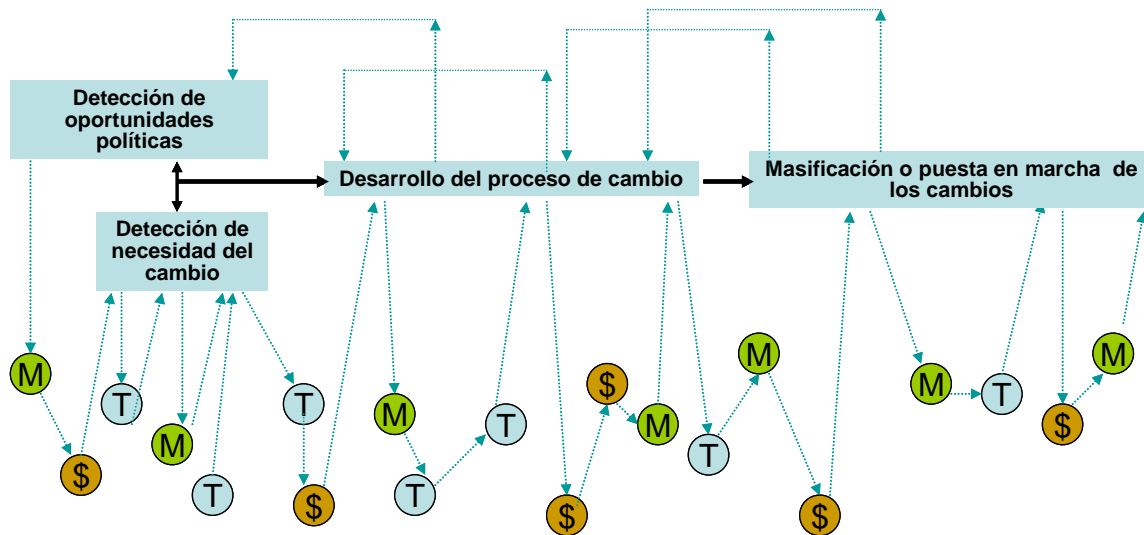 Detección de
oportunidades
políticas
Desarrollo del proceso de cambio
Masificación o puesta en marcha de
los cambios
Detección de
necesidad del
cambio
M
$
T
M
T
T
$
M
T
T
$
$
M
T
M
$
M
T
$
M